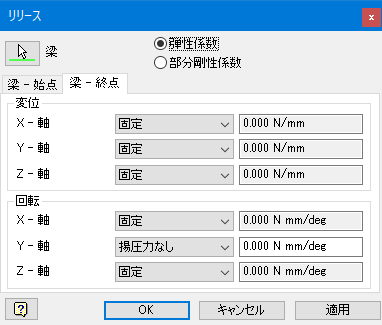 リリース
梁
弾性係数
部分剛性係数
梁 - 始点 梁 - 終点
変位
X - 軸 固定 0.000 N/mm
Y - 軸 固定 0.000 N/mm
Z - 軸 固定 0.000 N/mm
回転
X - 軸 固定 0.000 N mm/deg
Y - 軸 揚圧力なし 0.000 N mm/deg
Z - 軸 固定 0.000 N mm/deg
OK キャンセル 適用